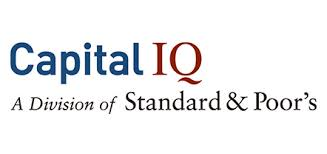 Capital IQ
A Division of Standard & Poor's